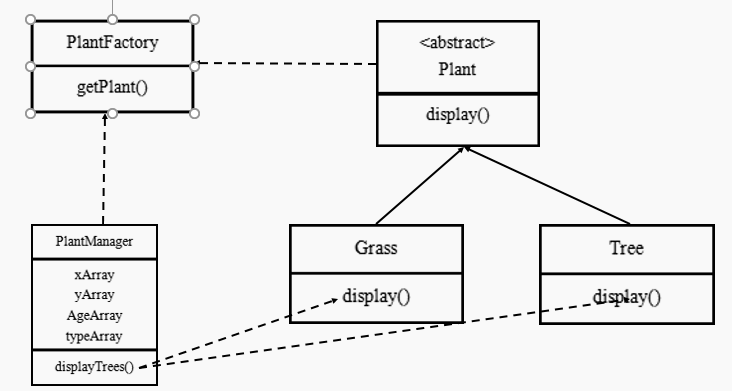 PlantFactory
getPlant()
<abstract>
Plant
display()
PlantManager
xArray
yArray
AgeArray
typeArray
displayTrees()
Grass
display()
Tree
display()